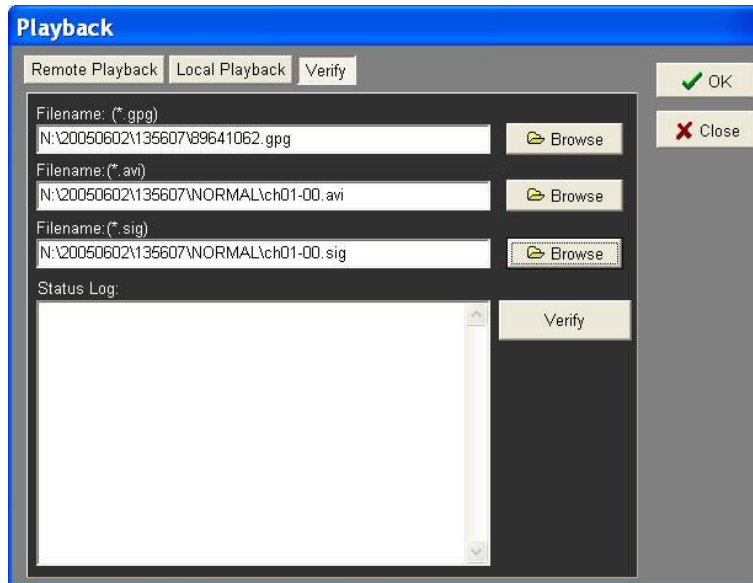 Playback
Remote Playback Local Playback Verify
OK
Close
Filename: (*.gpg)
N:\20050602\135607\89641062.gpg
Browse
Filename:(*.avi)
N:\20050602\135607\NORMAL\ch01-00.avi
Browse
Filename:(*.sig)
N:\20050602\135607\NORMAL\ch01-00.sig
Browse
Status Log:
Verify